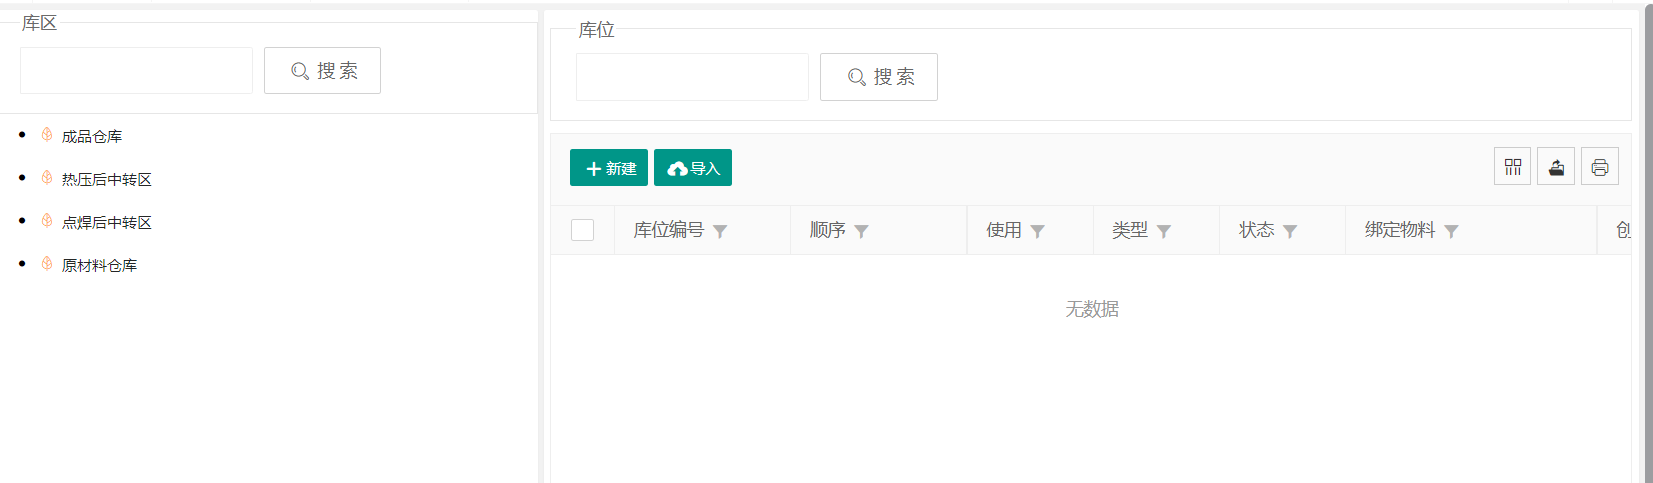 库区
搜 索
成品仓库
热压后中转区
点焊后中转区
原材料仓库
库位
搜 索
新建 导入
库位编号 顺序 使用 类型 状态 绑定物料 创
无数据